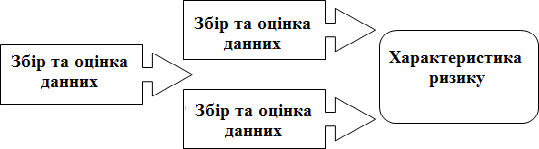 Збір та оцінка
данних
Збір та оцінка
данних
Збір та оцінка
данних
Характеристика
ризику